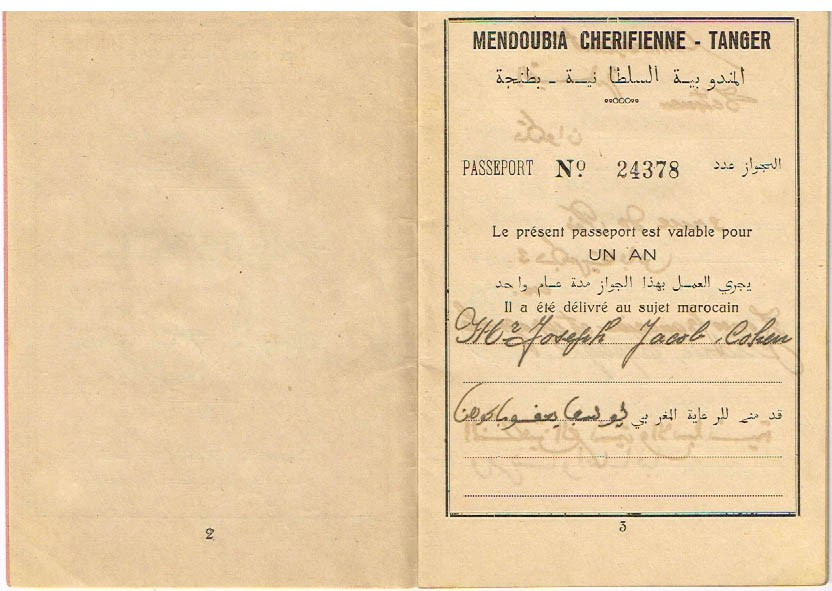 2
MENDOUBIA CHERIFIENNE - TANGER
المندوبية السلطانية - بطنجة
PASSEPORT Nº 24378 الجواز عدد
Le présent passeport est valable pour
UN AN
يجري العمل بهذا الجواز مدة عام واحد
Il a été délivré au sujet marocain
Mr Joseph Jacob Cohen
قد منح للرعاية المغربي
3